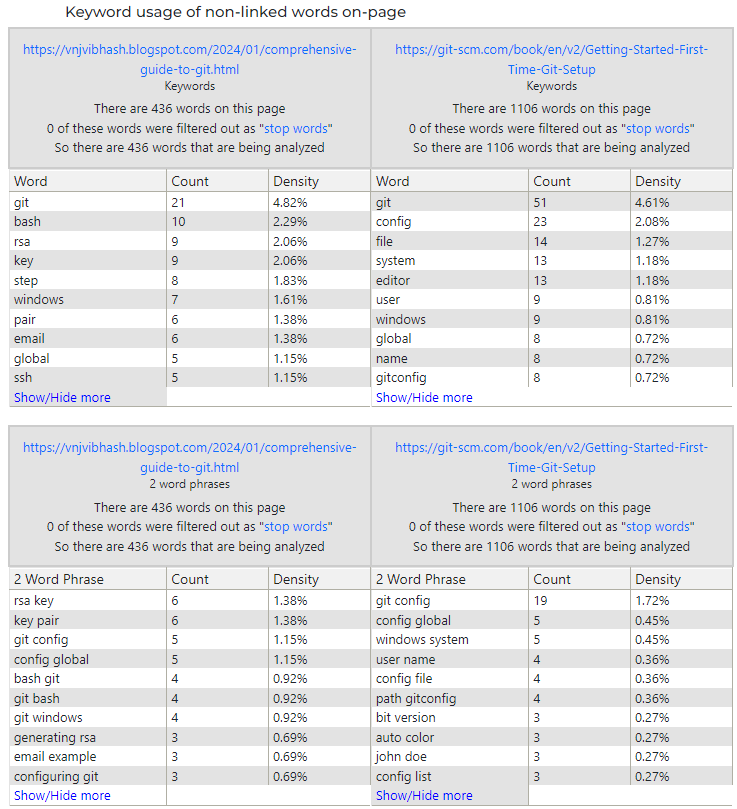 Keyword usage of non-linked words on-page
https://vnjvibhash.blogspot.com/2024/01/comprehensive-
guide-to-git.html
Keywords
There are 436 words on this page
0 of these words were filtered out as "stop words"
So there are 436 words that are being analyzed
https://git-scm.com/book/en/v2/Getting-Started-First-
Time-Git-Setup
Keywords
There are 1106 words on this page
0 of these words were filtered out as "stop words"
So there are 1106 words that are being analyzed
Word Count Density
git 21 4.82%
bash 10 2.29%
rsa 9 2.06%
key 9 2.06%
step 8 1.83%
windows 7 1.61%
pair 6 1.38%
email 6 1.38%
global 5 1.15%
ssh 5 1.15%
Show/Hide more
Word Count Density
git 51 4.61%
config 23 2.08%
file 14 1.27%
system 13 1.18%
editor 13 1.18%
user 9 0.81%
windows 9 0.81%
global 8 0.72%
name 8 0.72%
gitconfig 8 0.72%
Show/Hide more
https://vnjvibhash.blogspot.com/2024/01/comprehensive-
guide-to-git.html
2 word phrases
There are 436 words on this page
0 of these words were filtered out as "stop words"
So there are 436 words that are being analyzed
https://git-scm.com/book/en/v2/Getting-Started-First-
Time-Git-Setup
2 word phrases
There are 1106 words on this page
0 of these words were filtered out as "stop words"
So there are 1106 words that are being analyzed
2 Word Phrase Count Density
rsa key 6 1.38%
key pair 6 1.38%
git config 5 1.15%
config global 5 1.15%
bash git 4 0.92%
git bash 4 0.92%
git windows 4 0.92%
generating rsa 3 0.69%
email example 3 0.69%
configuring git 3 0.69%
Show/Hide more
2 Word Phrase Count Density
git config 19 1.72%
config global 5 0.45%
windows system 5 0.45%
user name 4 0.36%
config file 4 0.36%
path gitconfig 4 0.36%
bit version 3 0.27%
auto color 3 0.27%
john doe 3 0.27%
config list 3 0.27%
Show/Hide more